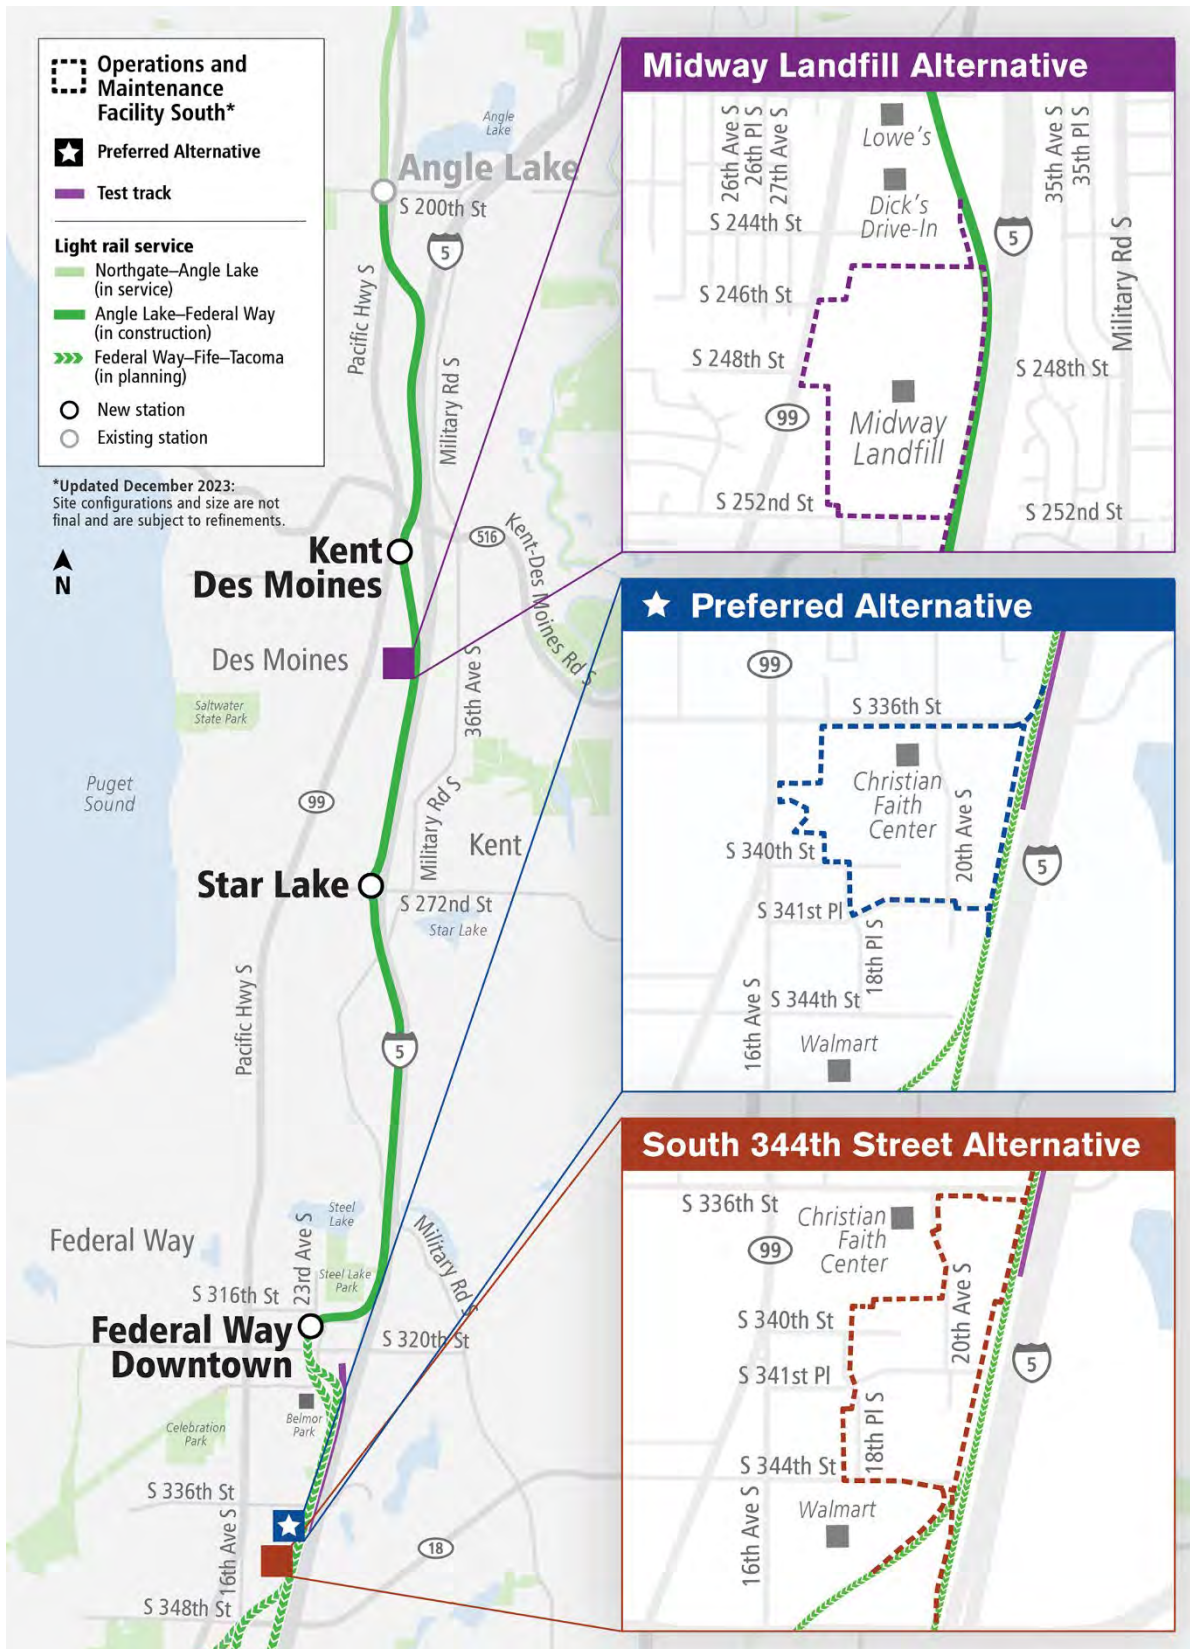 Operations and
Maintenance
Facility South*
Preferred Alternative
Test track
Light rail service
Northgate–Angle Lake
(in service)
Angle Lake–Federal Way
(in construction)
Federal Way–Fife–Tacoma
(in planning)
New station
Existing station
*Updated December 2023:
Site configurations and size are not
final and are subject to refinements.
N
Angle
Lake
Angle Lake
S 200th St
5
Pacific Hwy S
Military Rd S
516
Kent-Des Moines Rd S
Kent
Des Moines
Des Moines
Saltwater
State Park
36th Ave S
Puget
Sound
99
Military Rd S
Kent
Star Lake
S 272nd St
Star Lake
Pacific Hwy S
5
Steel
Lake
Federal Way
23rd Ave S
Steel Lake
Park
Military Rd S
S 316th St
Federal Way
Downtown
S 320th St
Belmor
Park
Celebration
Park
S 336th St
16th Ave S
18
S 348th St
Midway Landfill Alternative
26th Ave S
26th Pl S
27th Ave S
Lowe's
35th Ave S
35th Pl S
Dick's
Drive-In
S 244th St
5
Military Rd S
S 246th St
S 248th St
S 248th St
99
Midway
Landfill
S 252nd St
S 252nd St
Preferred Alternative
99
S 336th St
Christian
Faith
Center
20th Ave S
S 340th St
5
S 341st Pl
18th Pl S
16th Ave S
S 344th St
Walmart
South 344th Street Alternative
S 336th St
Christian
Faith
Center
99
20th Ave S
S 340th St
5
S 341st Pl
18th Pl S
S 344th St
16th Ave S
Walmart